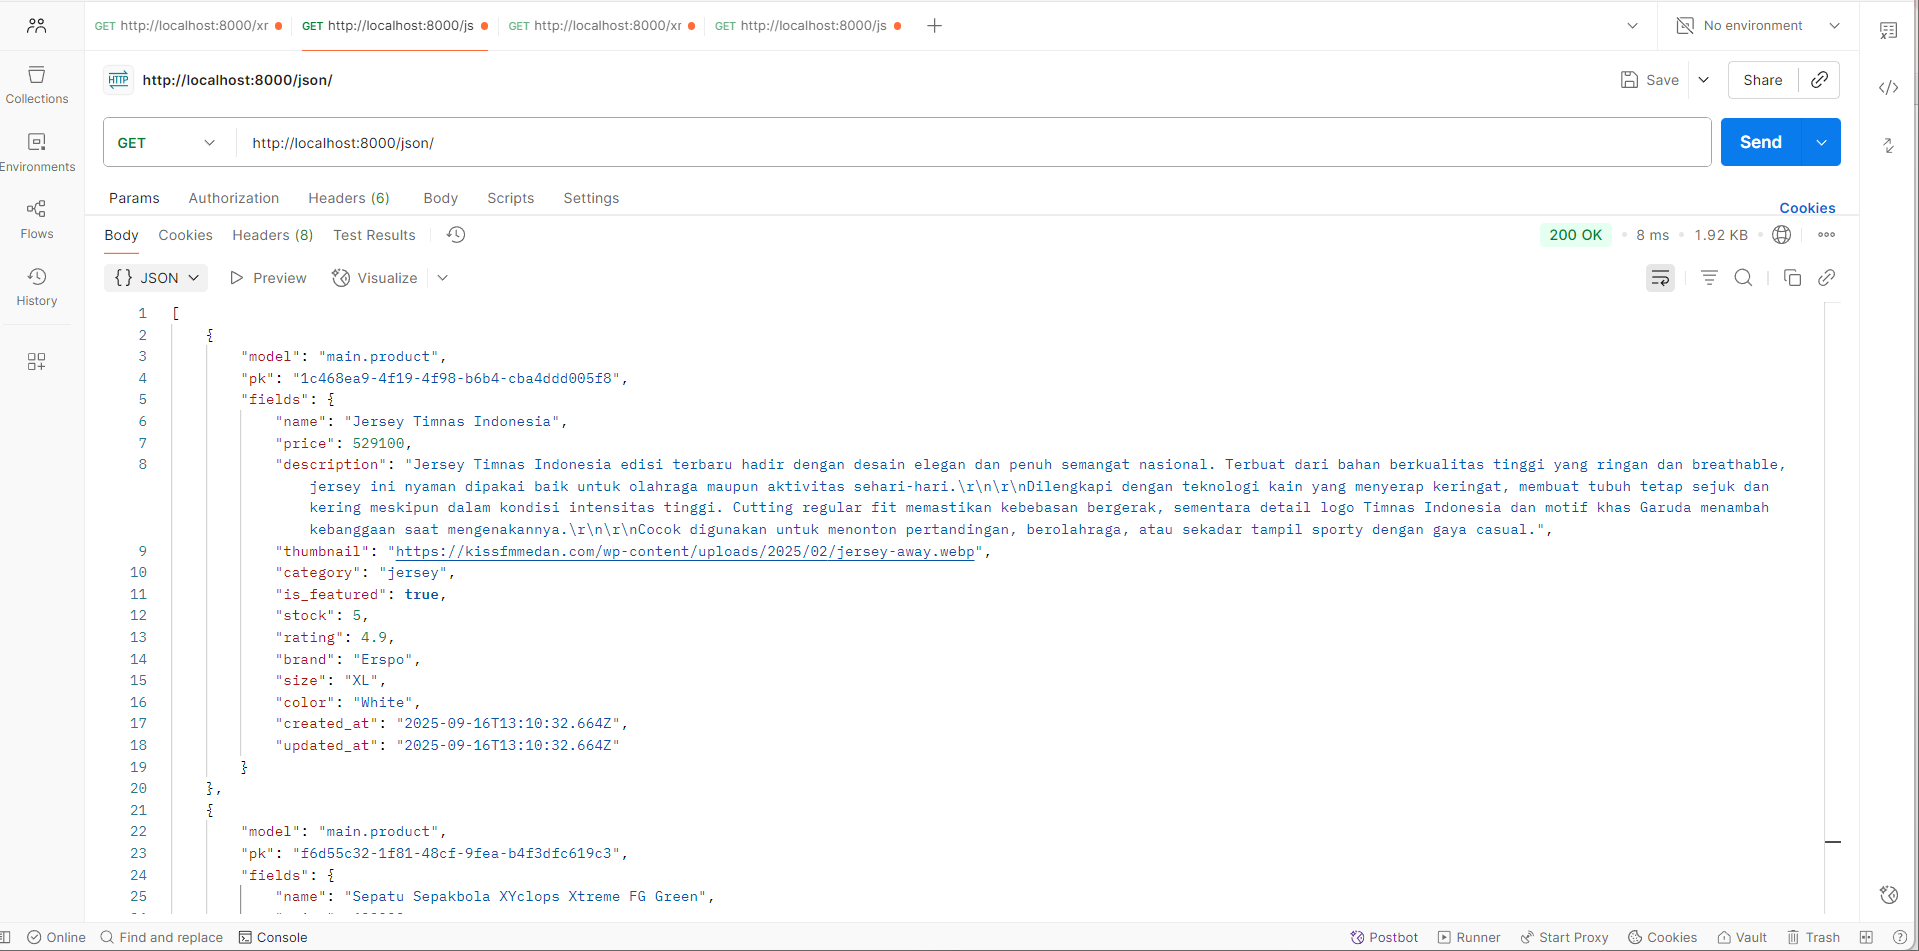 GET http://localhost:8000/xr
GET http://localhost:8000/js
GET http://localhost:8000/xr
GET http://localhost:8000/js
No environment
HTTP http://localhost:8000/json/
Save
Share
Collections
Environments
Flows
History
GET http://localhost:8000/json/
Send
Params Authorization Headers (6) Body Scripts Settings
Cookies
Body Cookies Headers (8) Test Results
200 OK • 8 ms • 1.92 KB
{} JSON Preview Visualize
1 [
2 {
3 "model": "main.product",
4 "pk": "1c468ea9-4f19-4f98-b6b4-cba4ddd005f8",
5 "fields": {
6 "name": "Jersey Timnas Indonesia",
7 "price": 529100,
8 "description": "Jersey Timnas Indonesia edisi terbaru hadir dengan desain elegan dan penuh semangat nasional. Terbuat dari bahan berkualitas tinggi yang ringan dan breathable,
jersey ini nyaman dipakai baik untuk olahraga maupun aktivitas sehari-hari.\r\n\r\nDilengkapi dengan teknologi kain yang menyerap keringat, membuat tubuh tetap sejuk dan
kering meskipun dalam kondisi intensitas tinggi. Cutting regular fit memastikan kebebasan bergerak, sementara detail logo Timnas Indonesia dan motif khas Garuda menambah
kebanggaan saat mengenakannya.\r\n\r\nCocok digunakan untuk menonton pertandingan, berolahraga, atau sekadar tampil sporty dengan gaya casual.",
9 "thumbnail": "https://kissfmmedan.com/wp-content/uploads/2025/02/jersey-away.webp",
10 "category": "jersey",
11 "is_featured": true,
12 "stock": 5,
13 "rating": 4.9,
14 "brand": "Erspo",
15 "size": "XL",
16 "color": "White",
17 "created_at": "2025-09-16T13:10:32.664Z",
18 "updated_at": "2025-09-16T13:10:32.664Z"
19 }
20 },
21 {
22 "model": "main.product",
23 "pk": "f6d55c32-1f81-48cf-9fea-b4f3dfc619c3",
24 "fields": {
25 "name": "Sepatu Sepakbola XYclops Xtreme FG Green",
Online Find and replace Console
Postbot Runner Start Proxy Cookies Vault Trash